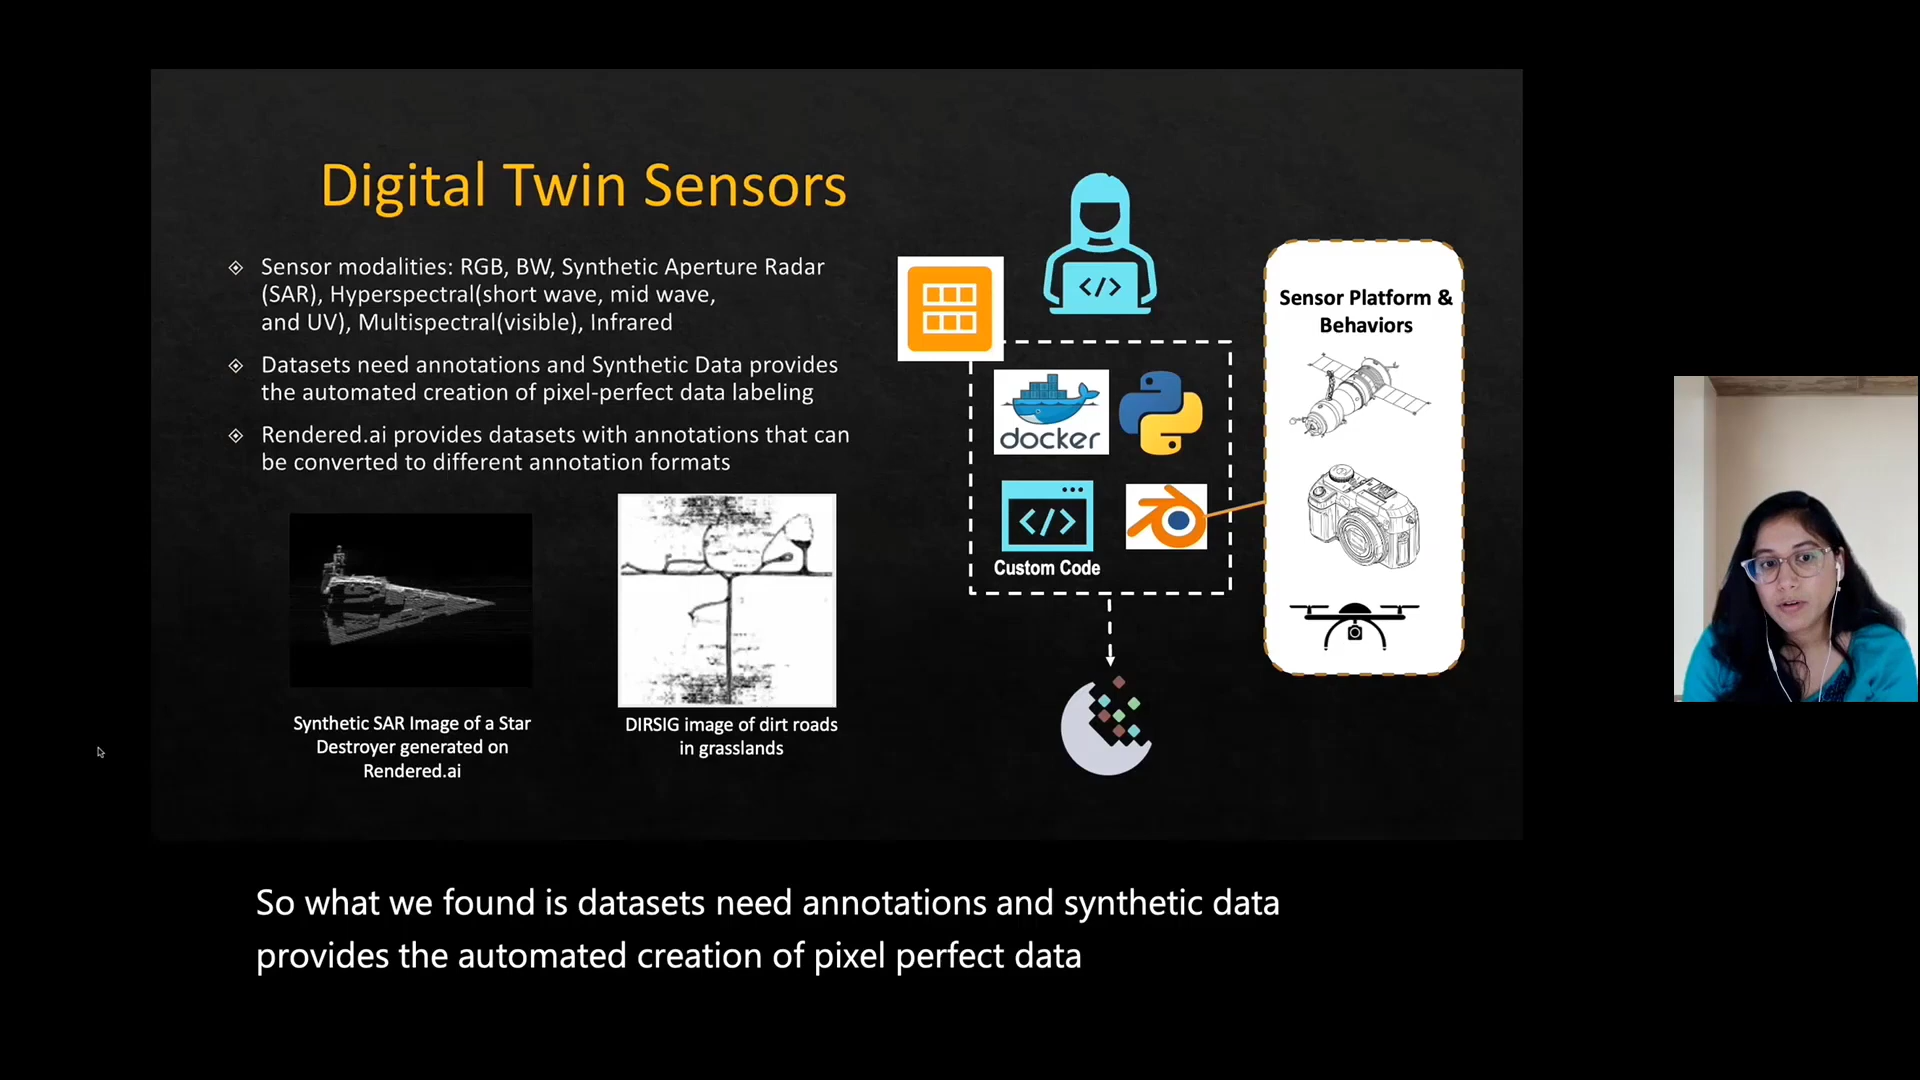 Digital Twin Sensors
Sensor modalities: RGB, BW, Synthetic Aperture Radar
(SAR), Hyperspectral(short wave, mid wave,
and UV), Multispectral(visible), Infrared
Datasets need annotations and Synthetic Data provides
the automated creation of pixel-perfect data labeling
Rendered.ai provides datasets with annotations that can
be converted to different annotation formats
Synthetic SAR Image of a Star
Destroyer generated on
Rendered.ai
DIRSIG image of dirt roads
in grasslands
</>
docker
</>
Custom Code
Sensor Platform &
Behaviors
So what we found is datasets need annotations and synthetic data
provides the automated creation of pixel perfect data